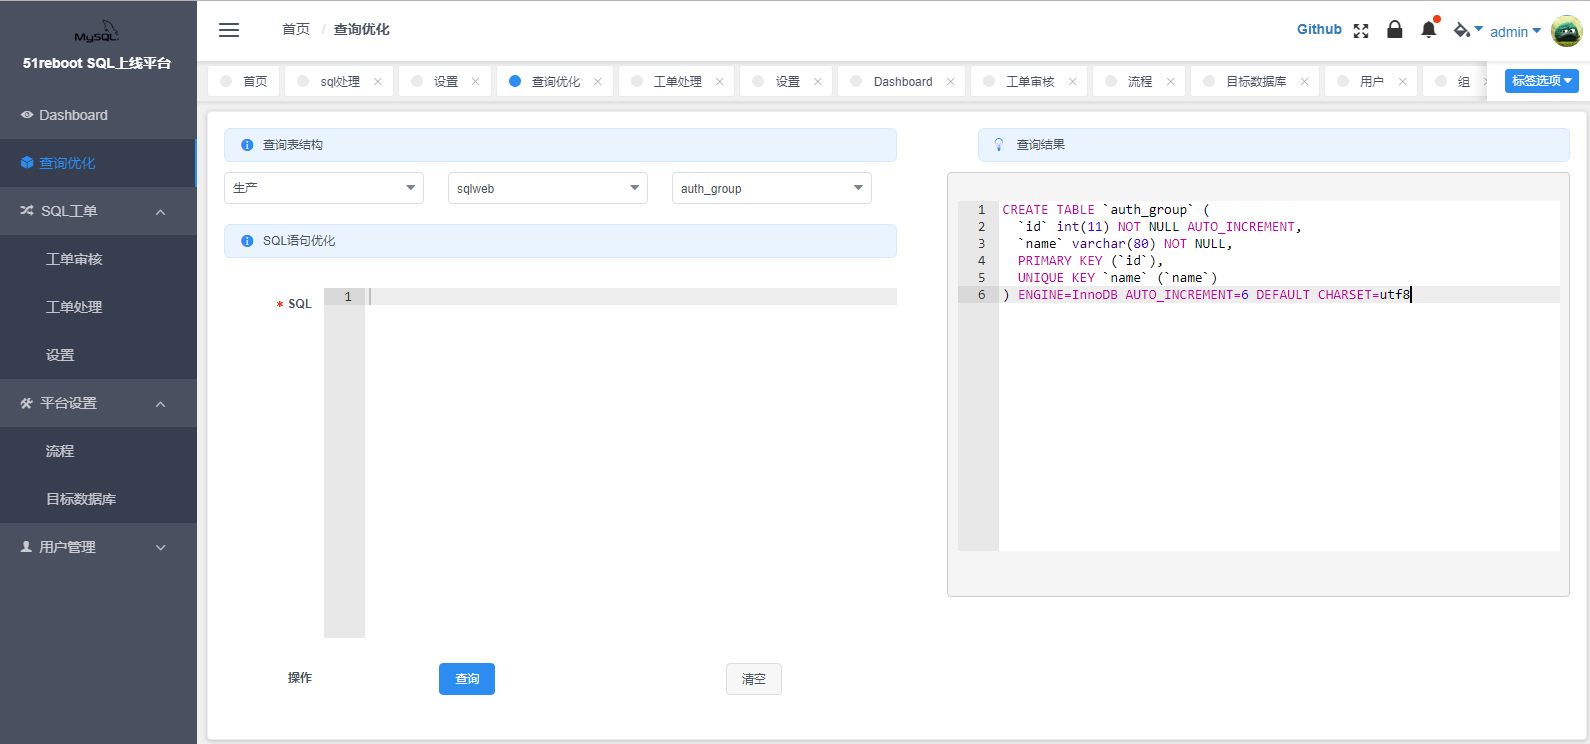 MySQL
51reboot SQL上线平台
Dashboard
查询优化
SQL工单
工单审核
工单处理
设置
平台设置
流程
目标数据库
用户管理
首页 / 查询优化
Github
admin
首页
sql处理
设置
查询优化
工单处理
设置
Dashboard
工单审核
流程
目标数据库
用户
组
标签选项
查询表结构
生产
sqlweb
auth_group
SQL语句优化
* SQL
1
操作
查询
清空
查询结果
1 CREATE TABLE `auth_group` (
2 `id` int(11) NOT NULL AUTO_INCREMENT,
3 `name` varchar(80) NOT NULL,
4 PRIMARY KEY (`id`),
5 UNIQUE KEY `name` (`name`)
6 ) ENGINE=InnoDB AUTO_INCREMENT=6 DEFAULT CHARSET=utf8